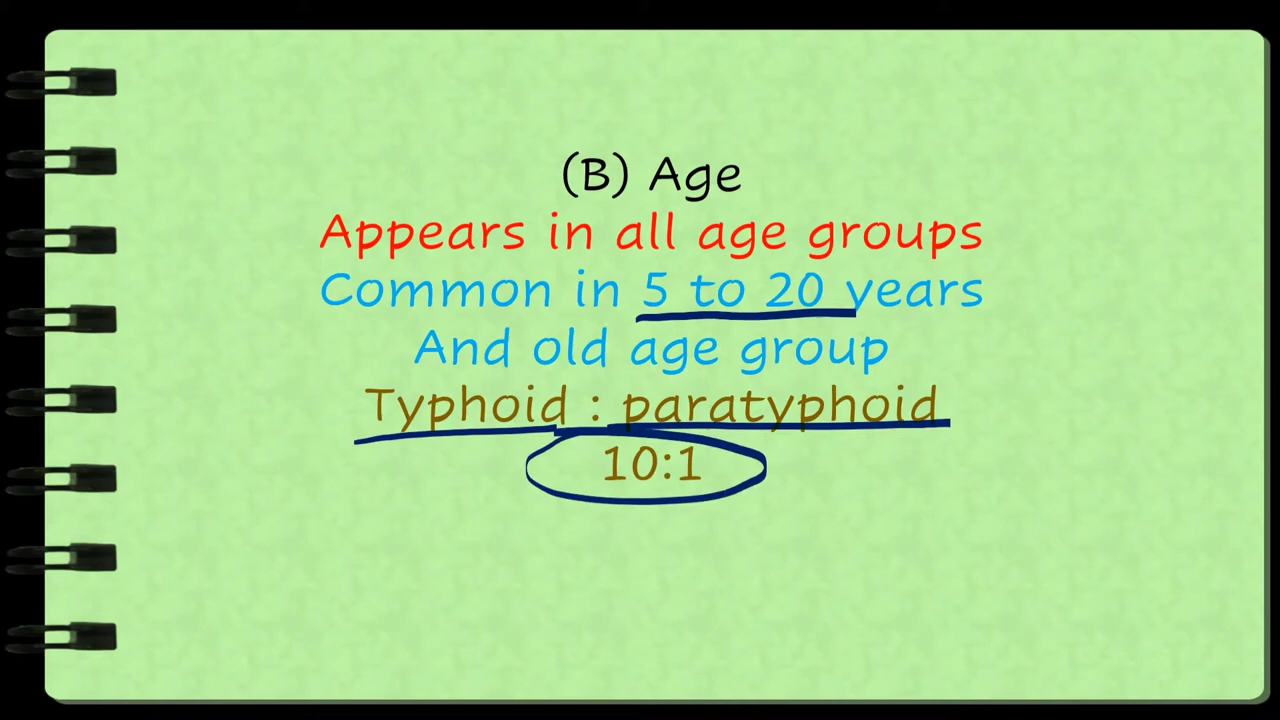 (B) Age
Appears in all age groups
Common in 5 to 20 years
And old age group
Typhoid : paratyphoid
10:1